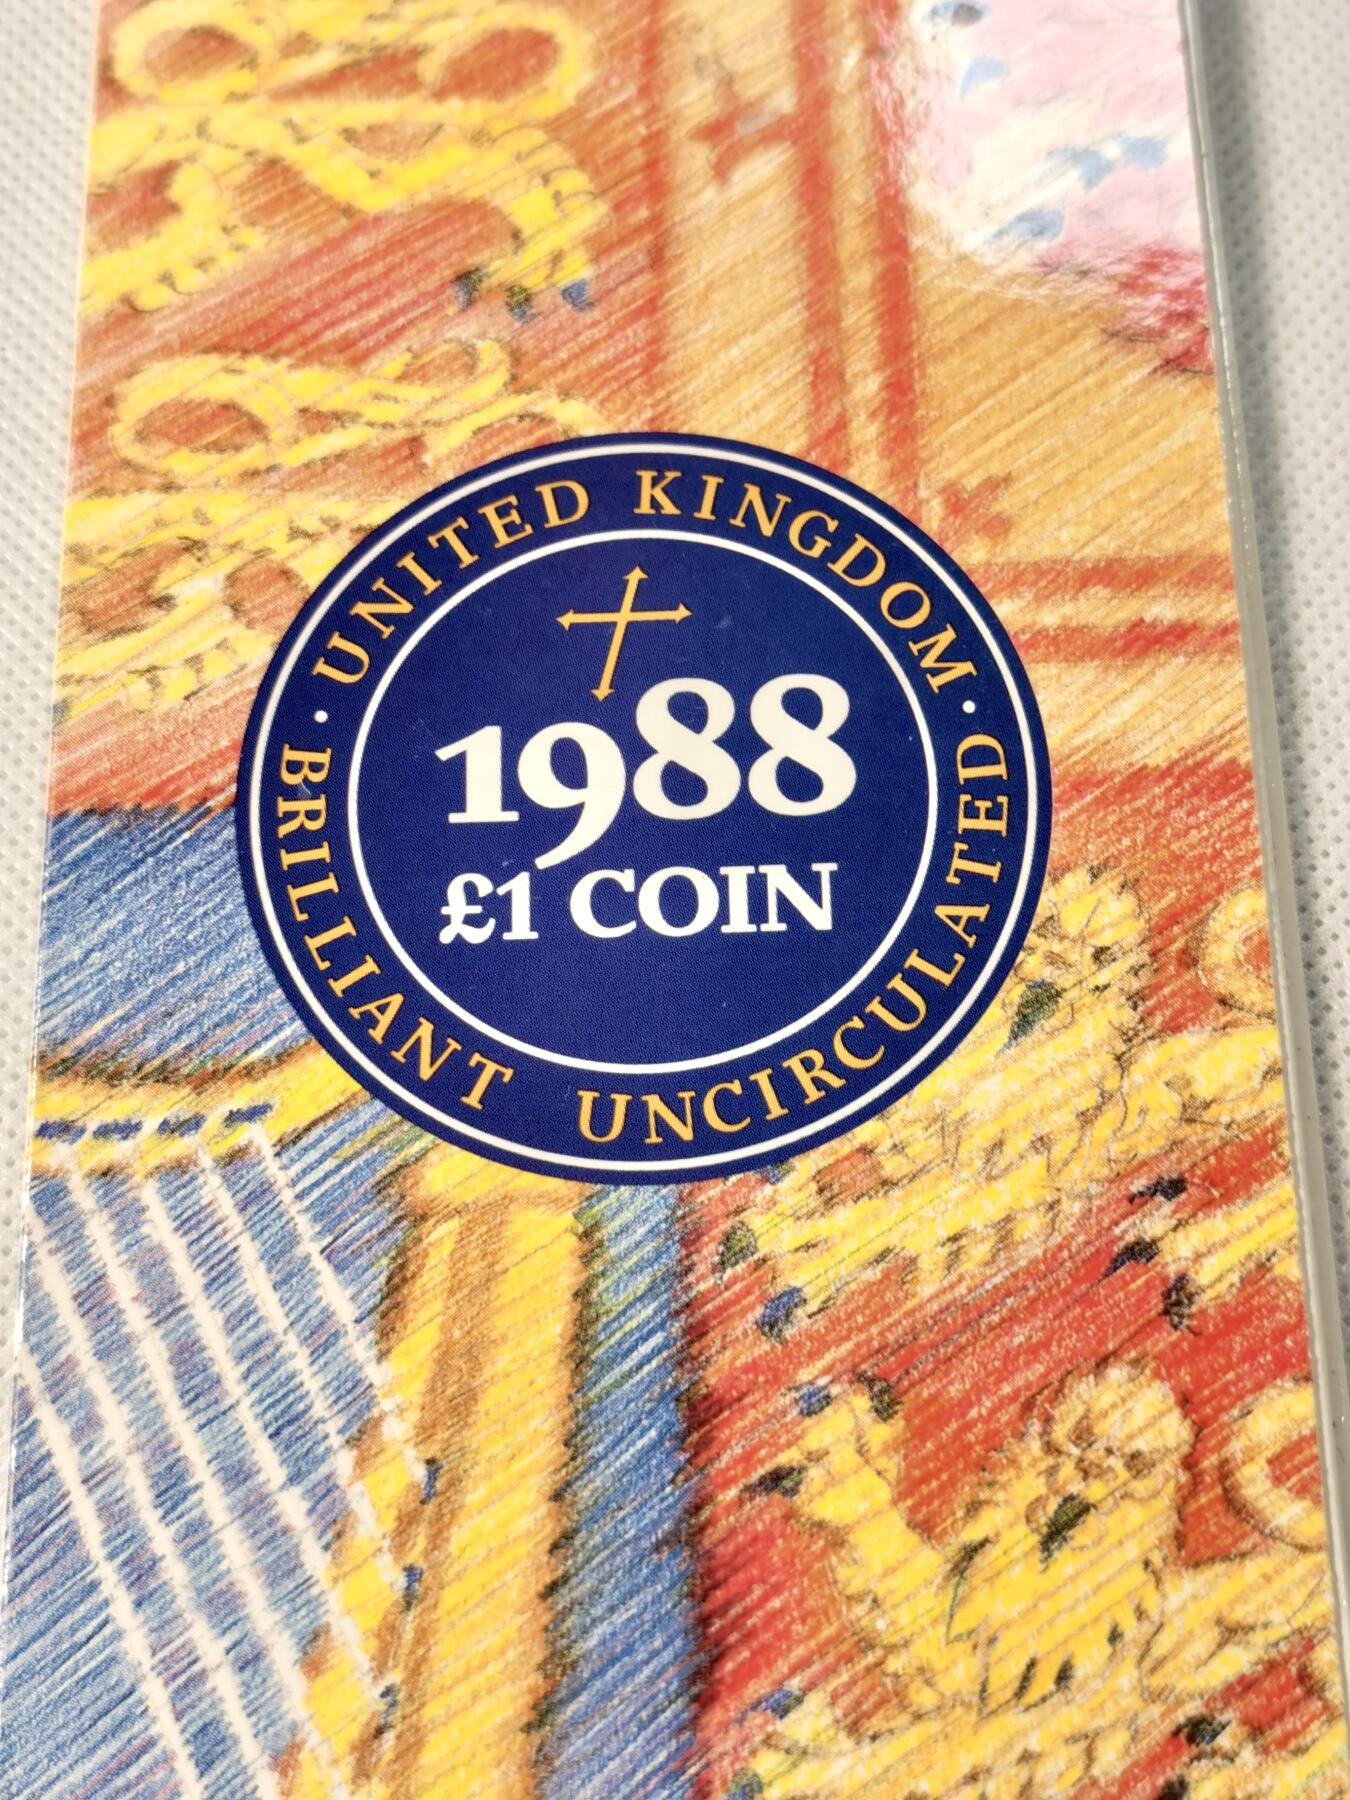 UNITED KINGDOM
1988
£1 COIN
BRILLIANT UNCIRCULATED